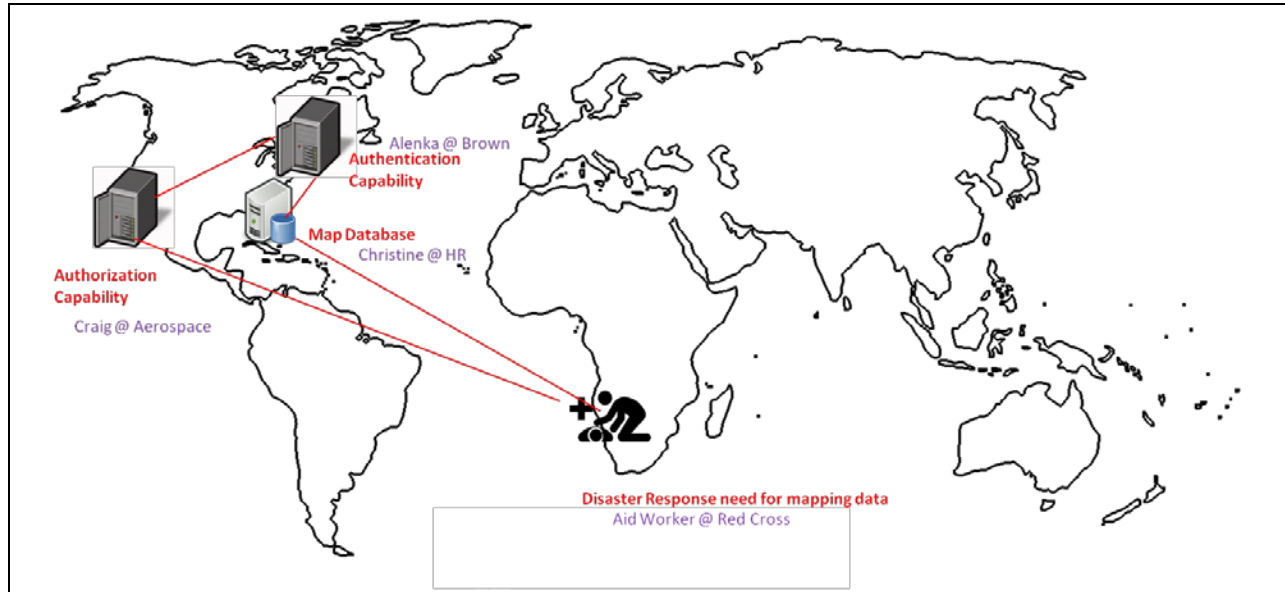 Alenka @ Brown
Authentication
Capability
Map Database
Christine @ HR
Authorization
Capability
Craig @ Aerospace
Disaster Response need for mapping data
Aid Worker @ Red Cross